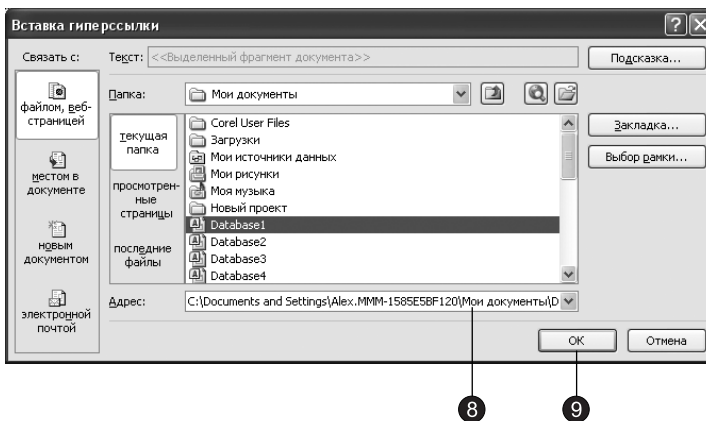 Вставка гиперссылки
Связать с:
Текст: <<Выделенный фрагмент документа>>
Подсказка...
файлом, веб-
страницей
местом в
документе
новым
документом
электронной
почтой
Папка:
Мои документы
текущая
папка
просмотрен-
ные
страницы
последние
файлы
Corel User Files
Загрузки
Мои источники данных
Мои рисунки
Моя музыка
Новый проект
Database1
Database2
Database3
Database4
Закладка...
Выбор рамки...
Адрес:
C:\Documents and Settings\Alex.MMM-1585E5BF120\Мои документы\D
ОК
Отмена
8
9